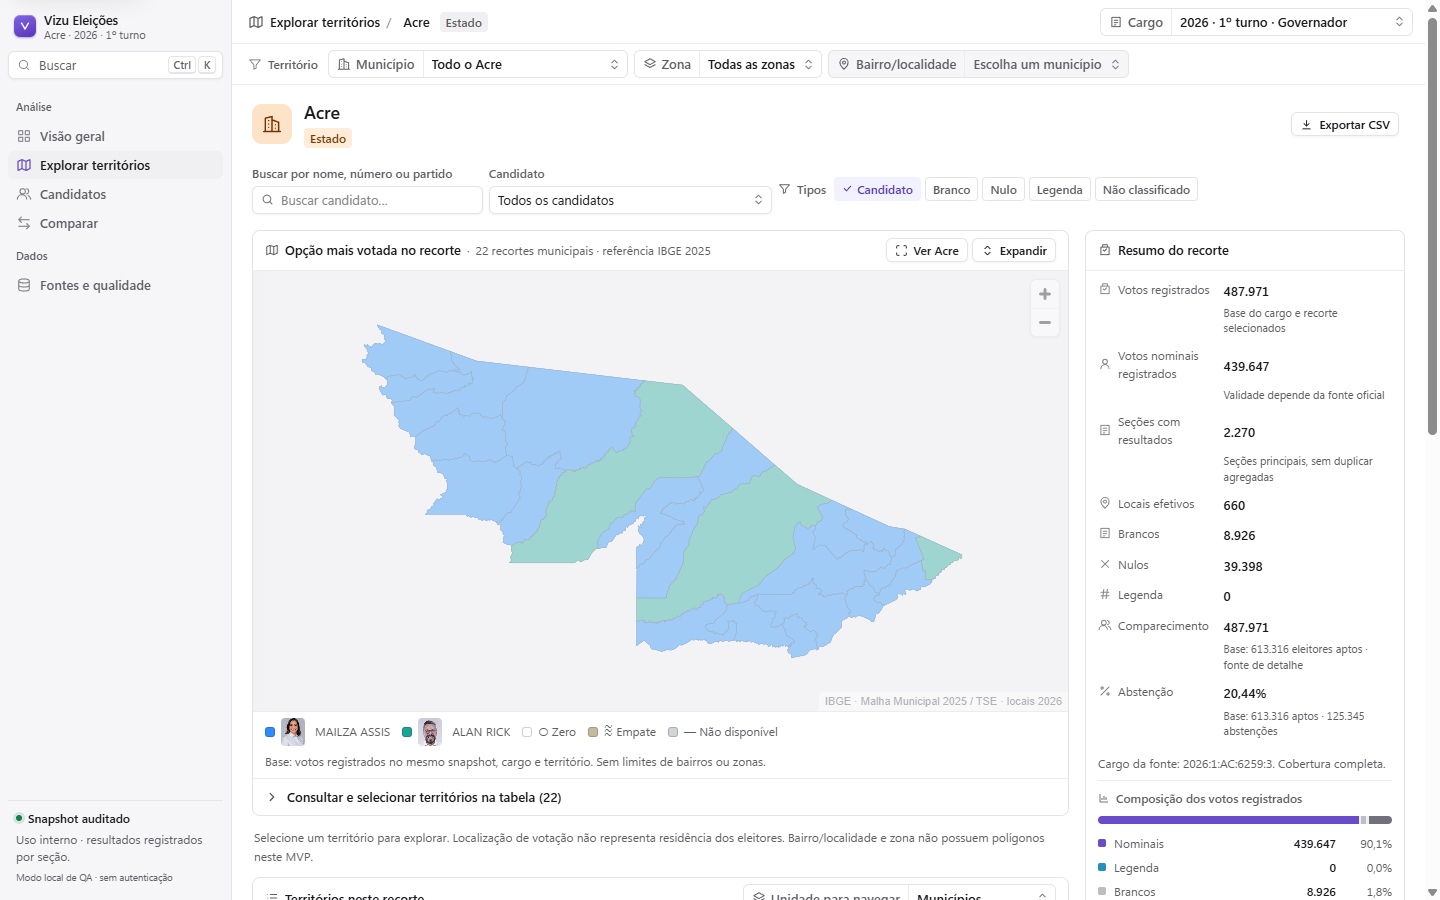 Vizu Eleições
Acre · 2026 · 1º turno
Buscar
Ctrl
K
Análise
Visão geral
Explorar territórios
Candidatos
Comparar
Dados
Fontes e qualidade
Snapshot auditado
Uso interno · resultados registrados
por seção.
Modo local de QA · sem autenticação
Explorar territórios / Acre Estado
Cargo 2026 · 1º turno · Governador
Território
Município Todo o Acre
Zona Todas as zonas
Bairro/localidade Escolha um município
Acre
Estado
Exportar CSV
Buscar por nome, número ou partido
Buscar candidato...
Candidato
Todos os candidatos
Tipos
Candidato
Branco
Nulo
Legenda
Não classificado
Opção mais votada no recorte · 22 recortes municipais · referência IBGE 2025
Ver Acre
Expandir
+
−
IBGE · Malha Municipal 2025 / TSE · locais 2026
MAILZA ASSIS
ALAN RICK
Zero
Empate
— Não disponível
Base: votos registrados no mesmo snapshot, cargo e território. Sem limites de bairros ou zonas.
Consultar e selecionar territórios na tabela (22)
Selecione um território para explorar. Localização de votação não representa residência dos eleitores. Bairro/localidade e zona não possuem polígonos
neste MVP.
Territórios neste recorte
Unidade para navegar Municípios
Resumo do recorte
Votos registrados 487.971
Base do cargo e recorte
selecionados
Votos nominais
registrados 439.647
Validade depende da fonte oficial
Seções com
resultados 2.270
Seções principais, sem duplicar
agregadas
Locais efetivos 660
Brancos 8.926
Nulos 39.398
Legenda 0
Comparecimento 487.971
Base: 613.316 eleitores aptos ·
fonte de detalhe
Abstenção 20,44%
Base: 613.316 aptos · 125.345
abstenções
Cargo da fonte: 2026:1:AC:6259:3. Cobertura completa.
Composição dos votos registrados
Nominais 439.647 90,1%
Legenda 0 0,0%
Brancos 8.926 1,8%